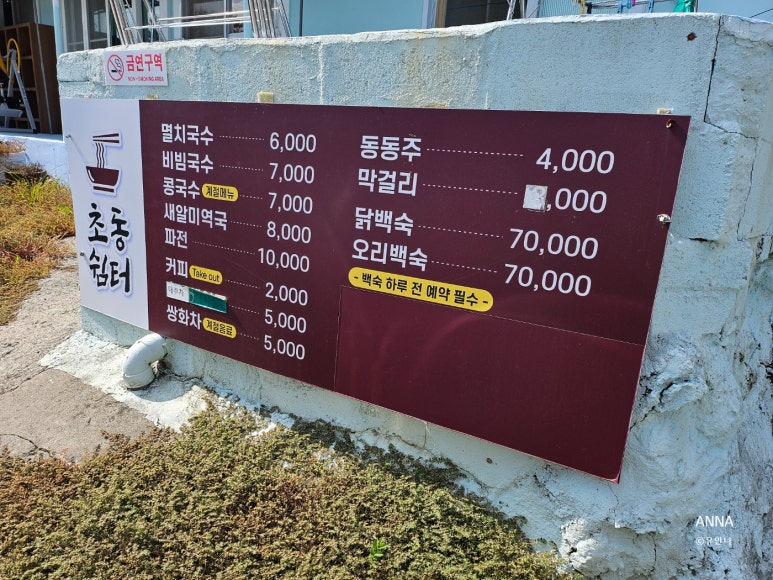 금연구역
NON-SMOKING AREA
초동
쉼터
멸치국수 6,000
비빔국수 7,000
콩국수 계절메뉴 7,000
새알미역국 8,000
파전 10,000
커피 Take out 2,000
5,000
쌍화차 계절음료 5,000
동동주 4,000
막걸리 ,000
닭백숙 70,000
오리백숙 70,000
- 백숙 하루 전 예약 필수 -
ANNA